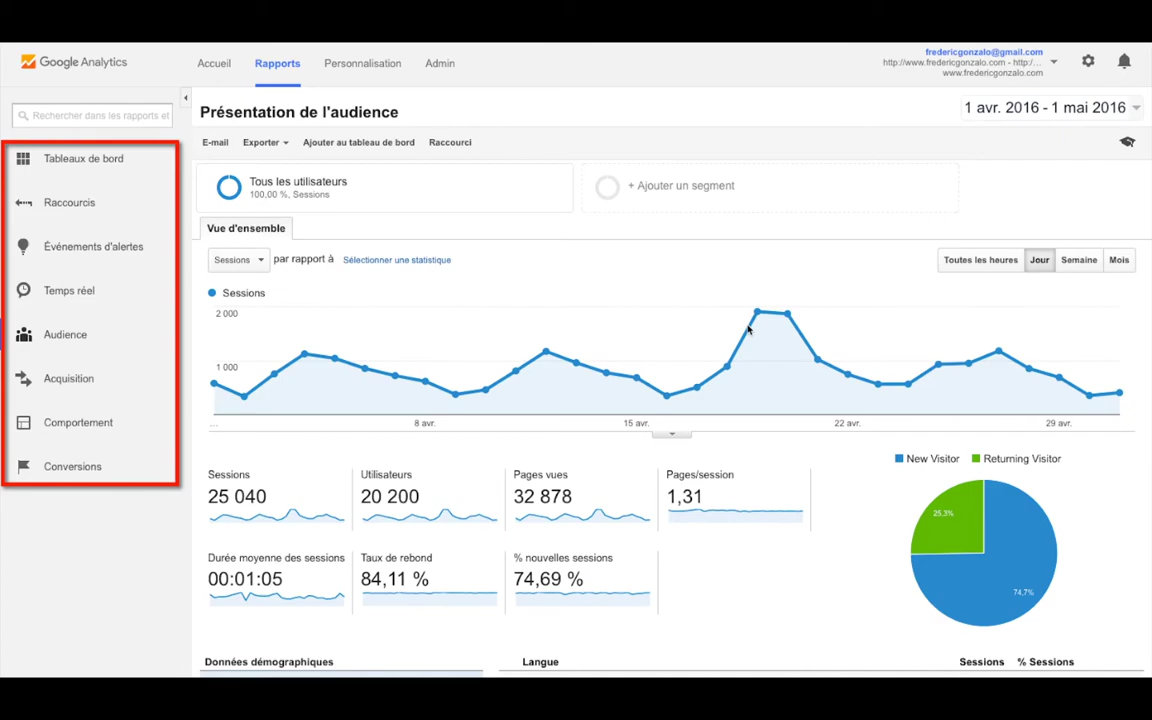 Google Analytics
Accueil
Rapports
Personnalisation
Admin
fredericgonzalo@gmail.com
http://www.fredericgonzalo.com - http:/...
www.fredericgonzalo.com
Rechercher dans les rapports et
Tableaux de bord
Raccourcis
Événements d'alertes
Temps réel
Audience
Acquisition
Comportement
Conversions
Présentation de l'audience
1 avr. 2016 - 1 mai 2016
E-mail
Exporter
Ajouter au tableau de bord
Raccourci
Tous les utilisateurs
100,00 %, Sessions
+ Ajouter un segment
Vue d'ensemble
Sessions
par rapport à
Sélectionner une statistique
Toutes les heures
Jour
Semaine
Mois
Sessions
2 000
1 000
...
8 avr.
15 avr.
22 avr.
29 avr.
Sessions
25 040
Utilisateurs
20 200
Pages vues
32 878
Pages/session
1,31
Durée moyenne des sessions
00:01:05
Taux de rebond
84,11 %
% nouvelles sessions
74,69 %
New Visitor
Returning Visitor
25,3%
74,7%
Données démographiques
Langue
Sessions
% Sessions